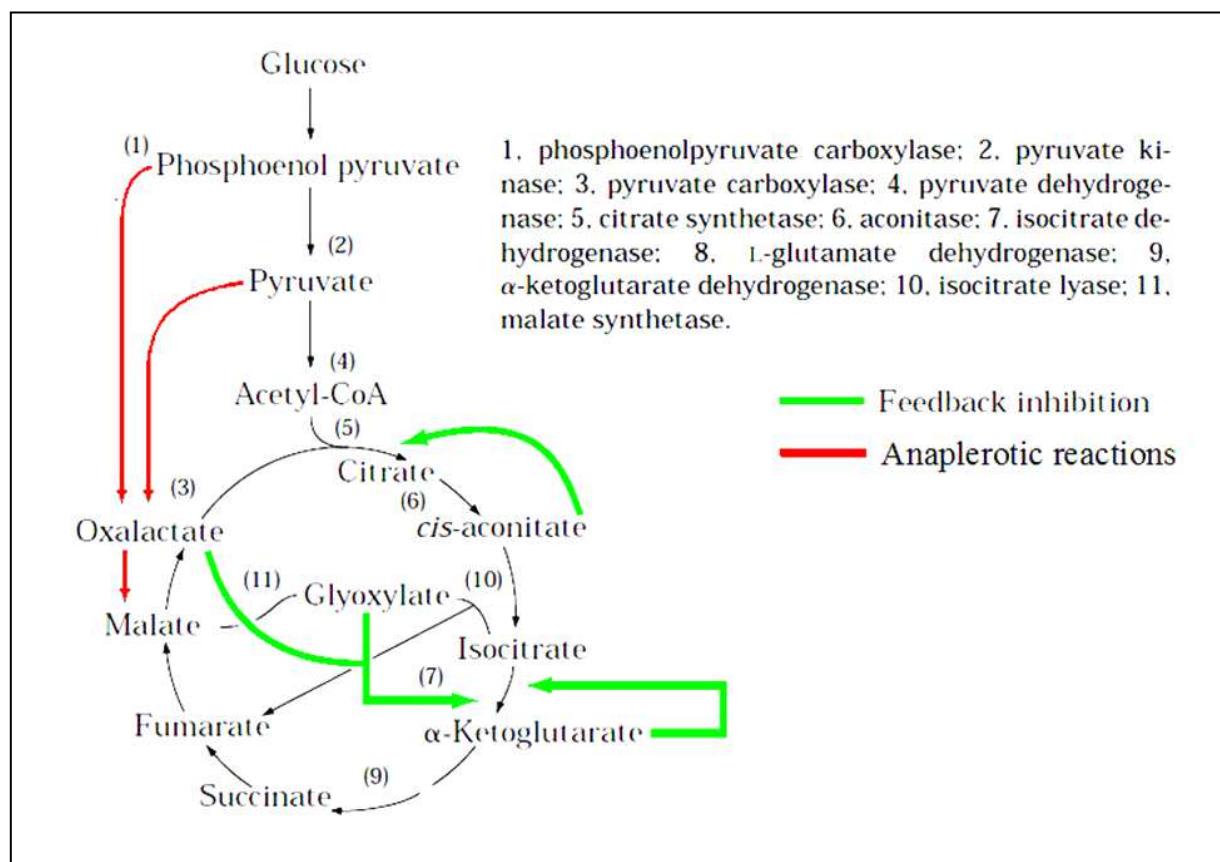 Glucose
(1)
Phosphoenol pyruvate
1, phosphoenolpyruvate carboxylase; 2, pyruvate ki-
nase; 3, pyruvate carboxylase; 4, pyruvate dehydroge-
nase; 5, citrate synthetase; 6, aconitase; 7, isocitrate de-
hydrogenase; 8, L-glutamate dehydrogenase; 9,
α-ketoglutarate dehydrogenase; 10, isocitrate lyase; 11,
malate synthetase.
(2)
Pyruvate
(4)
Acetyl-CoA
Feedback inhibition
Anaplerotic reactions
(5)
Citrate
(6)
(3)
Oxalactate
cis-aconitate
(11)
Glyoxylate
(10)
Malate
Isocitrate
(7)
Fumarate
α-Ketoglutarate
(9)
Succinate